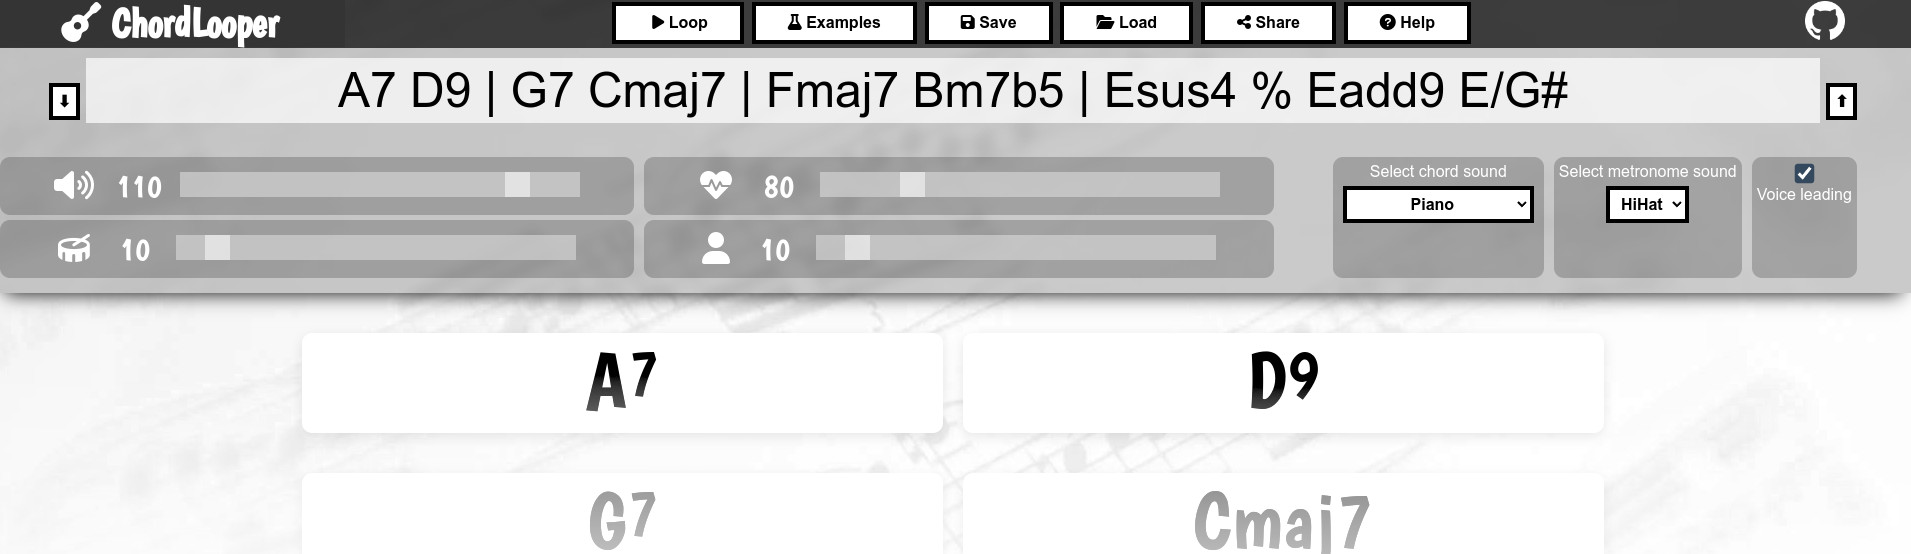 ChordLooper
Loop Examples Save Load Share Help
A7 D9 | G7 Cmaj7 | Fmaj7 Bm7b5 | Esus4 % Eadd9 E/G#
110
80
10
10
Select chord sound
Piano
Select metronome sound
HiHat
Voice leading
A7 D9
G7 Cmaj7